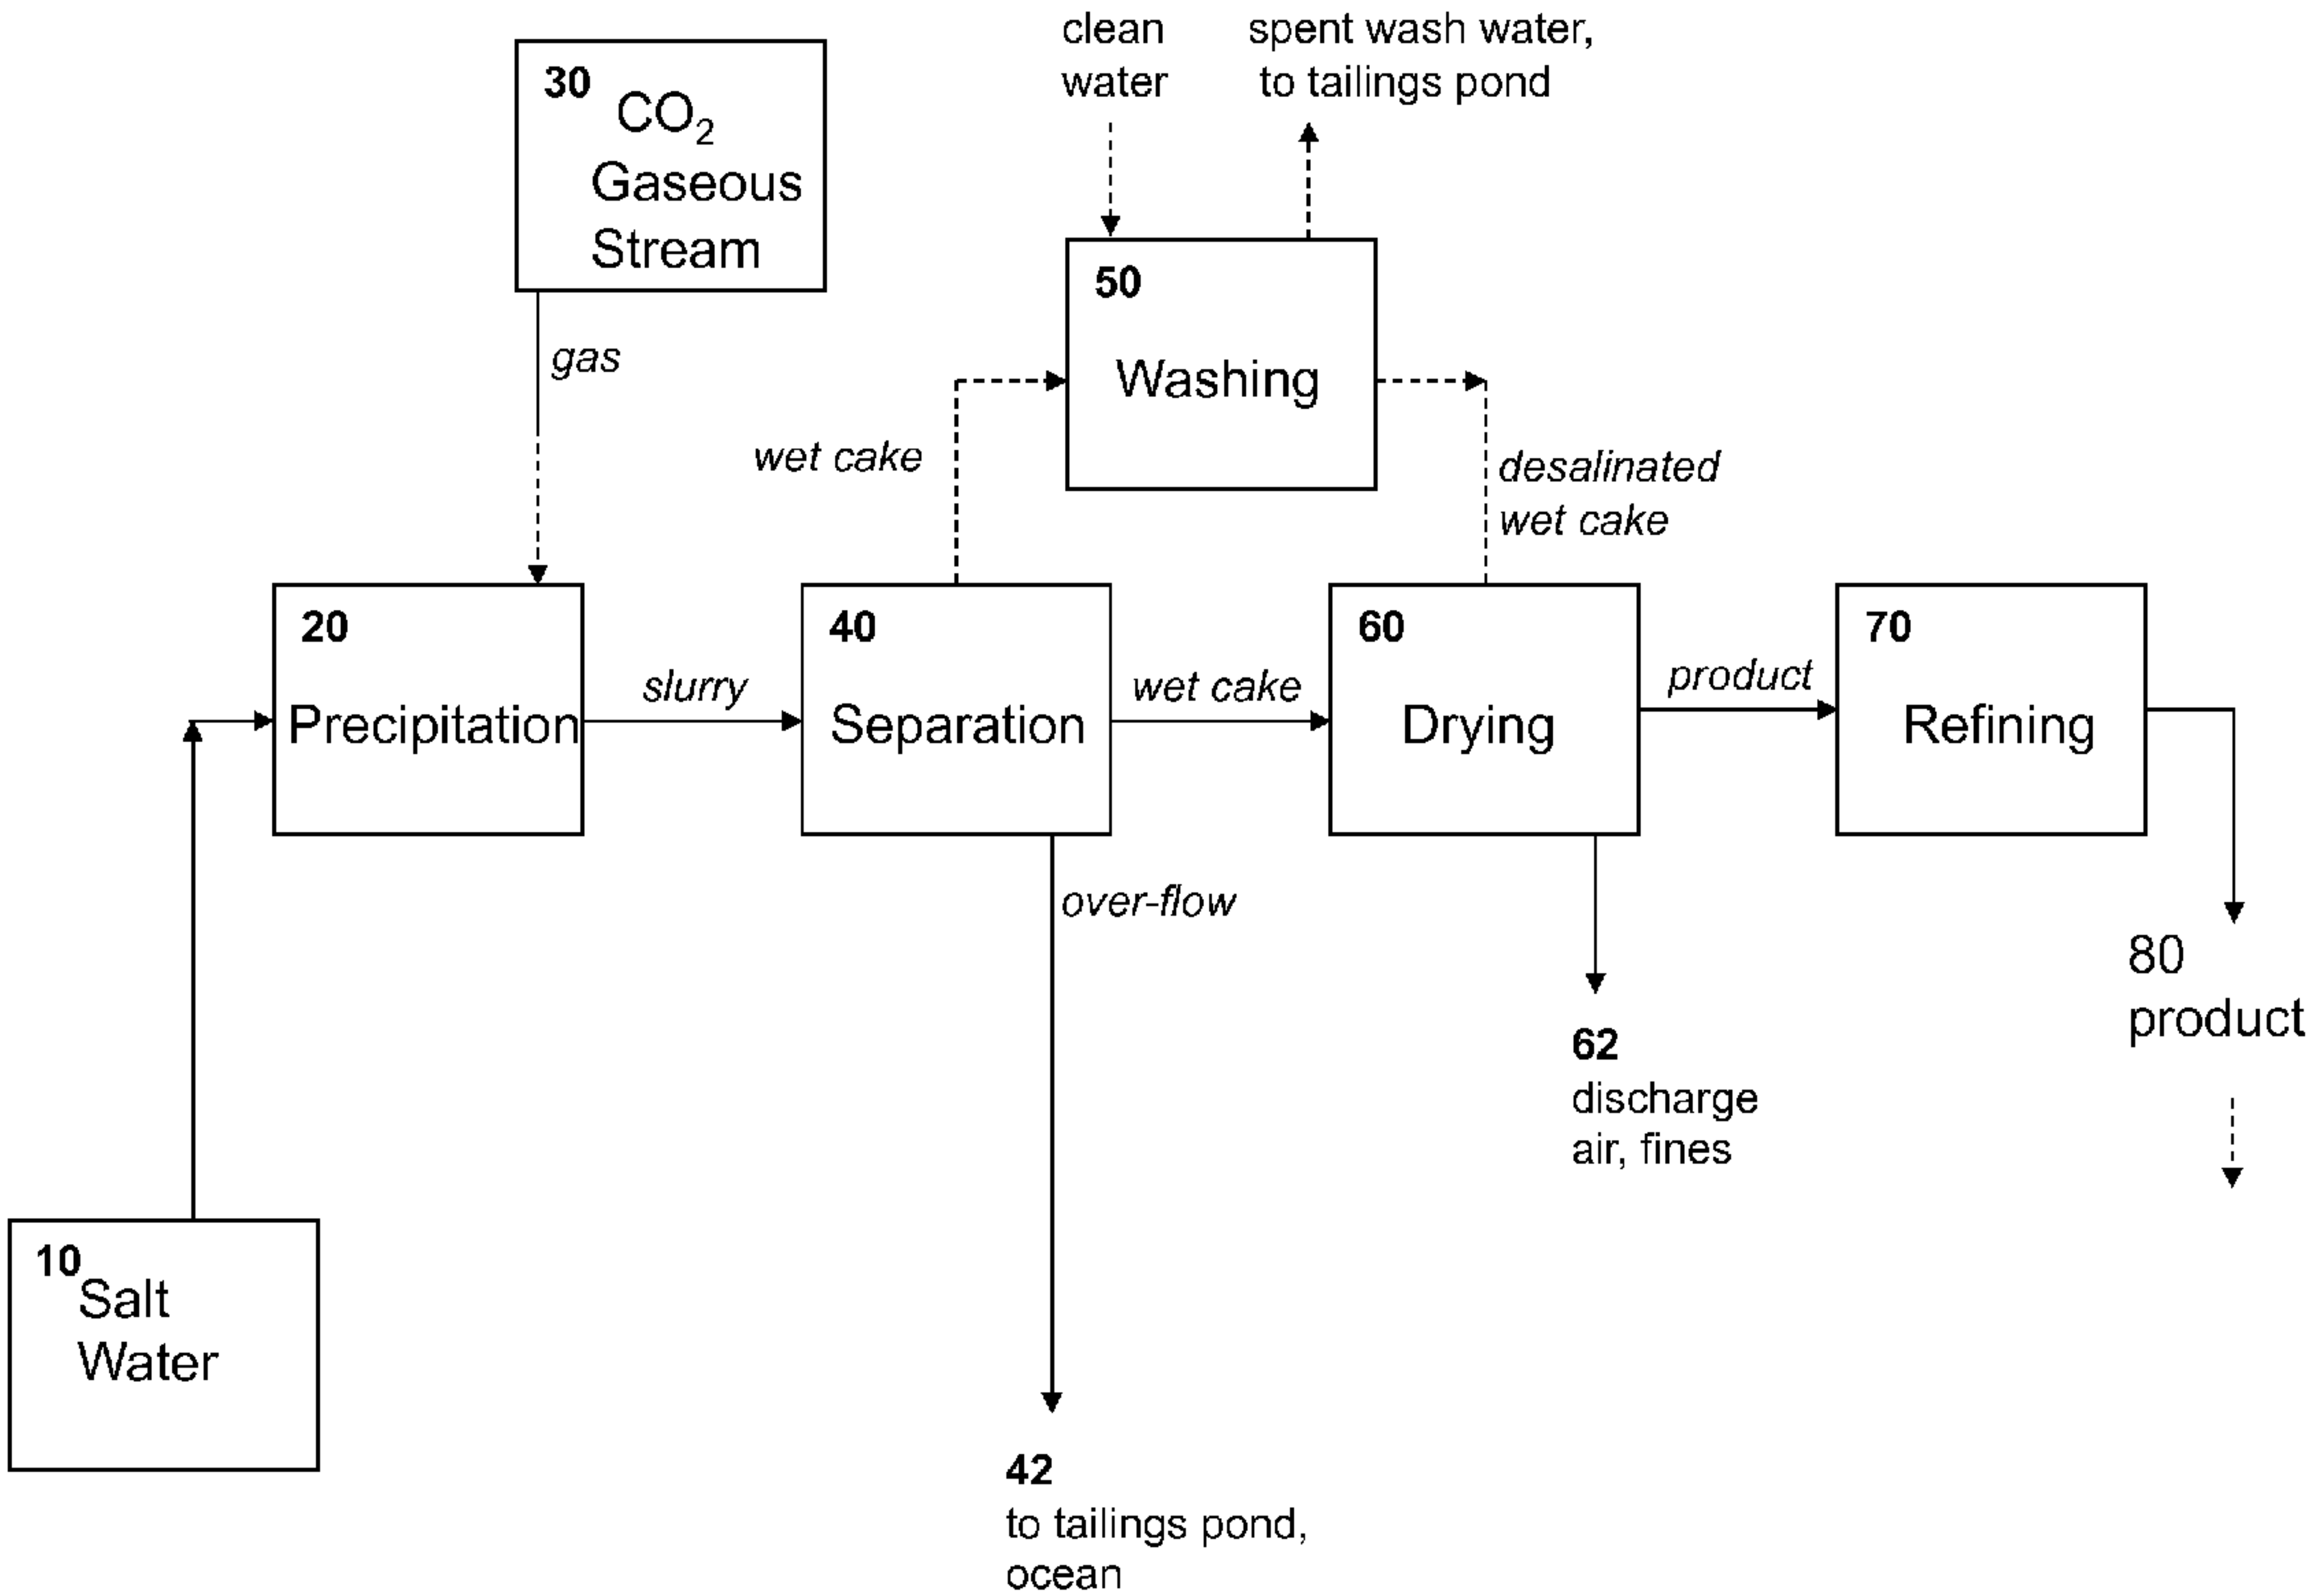 clean
water
spent wash water,
to tailings pond
30
CO2
Gaseous
Stream
gas
50
Washing
wet cake
desalinated
wet cake
20
Precipitation
slurry
40
Separation
wet cake
60
Drying
product
70
Refining
over-flow
80
product
62
discharge
air, fines
10
Salt
Water
42
to tailings pond,
ocean